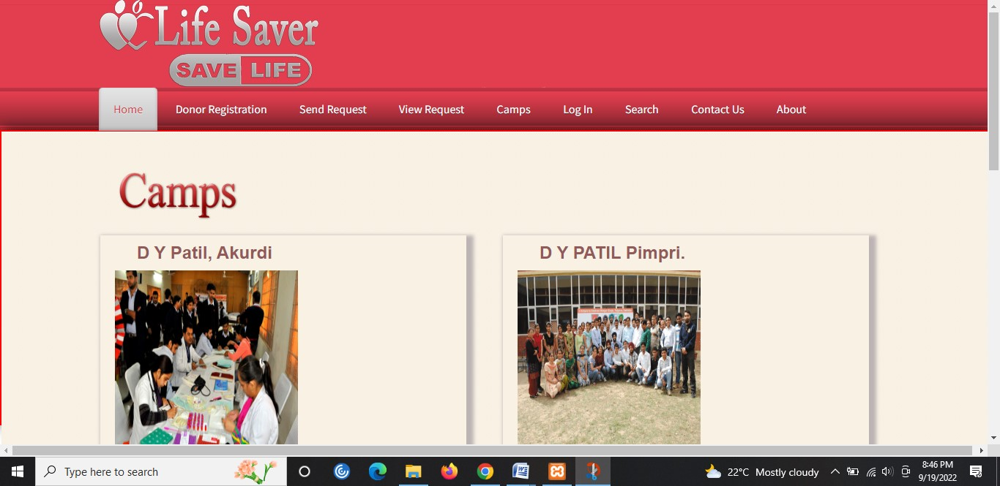 Life Saver
SAVE LIFE
Home Donor Registration Send Request View Request Camps Log In Search Contact Us About
Camps
D Y Patil, Akurdi
D Y PATIL Pimpri.
Type here to search
22°C Mostly cloudy
8:46 PM
9/19/2022